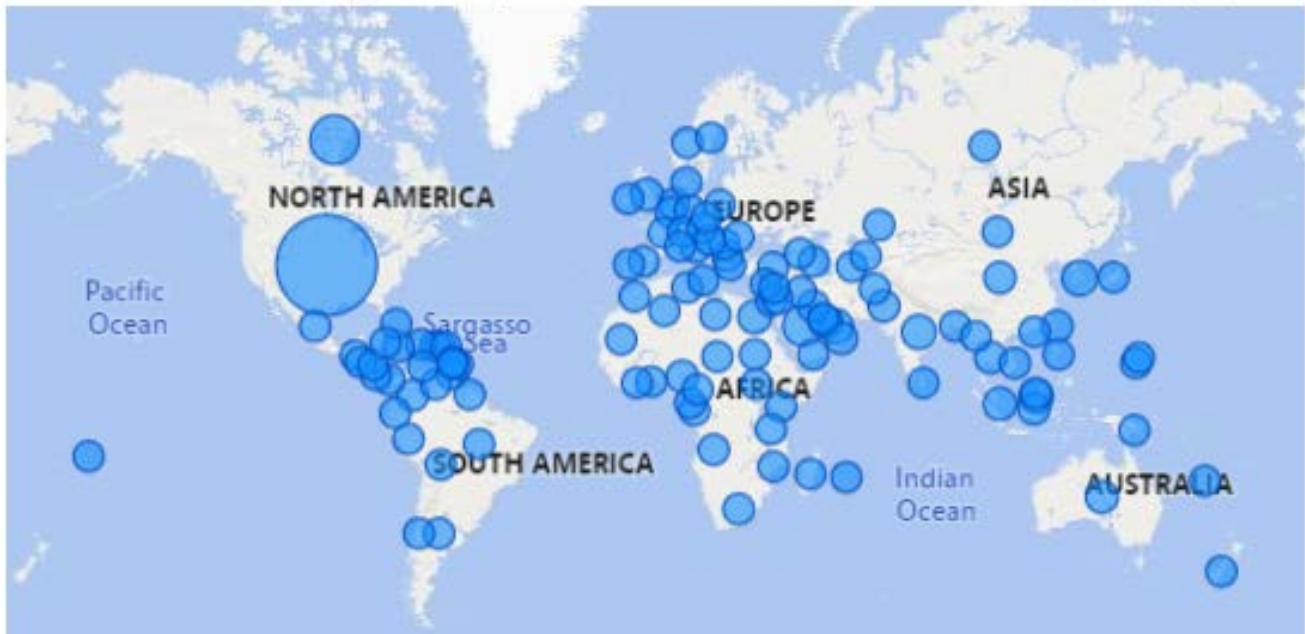 NORTH AMERICA
EUROPE
ASIA
Pacific
Ocean
Sargasso
Sea
AFRICA
SOUTH AMERICA
Indian
Ocean
AUSTRALIA